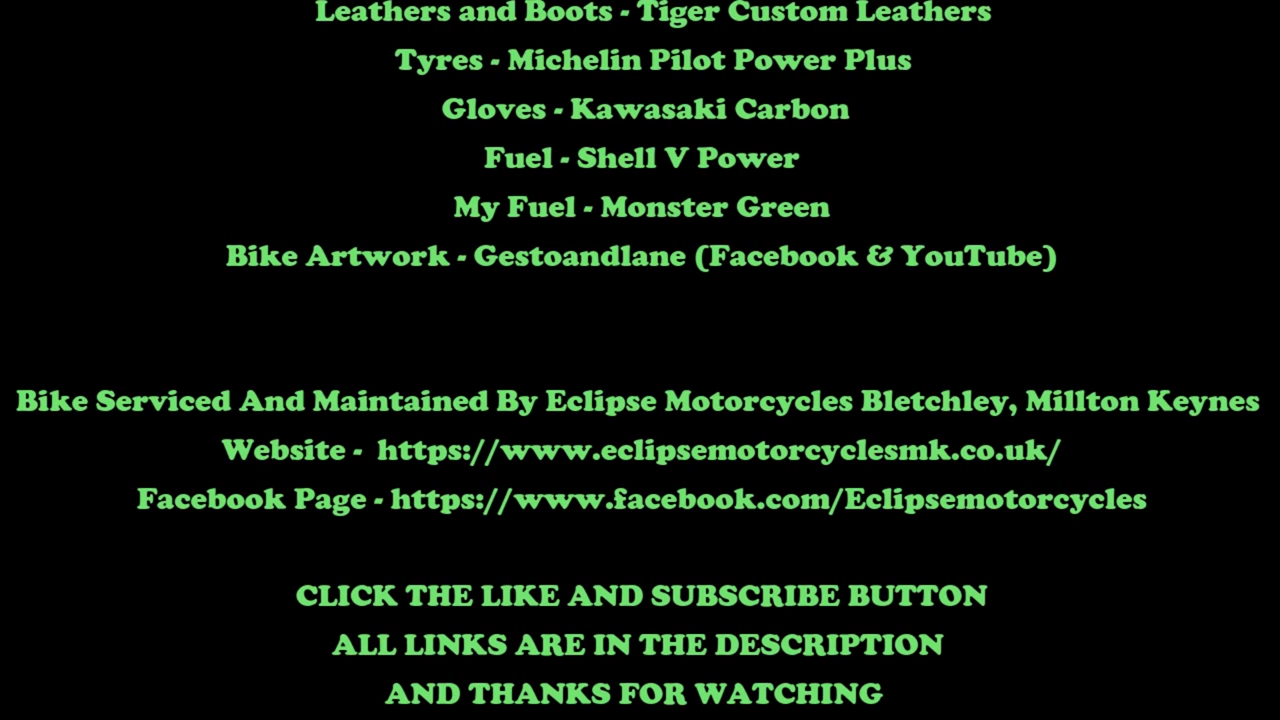 Leathers and Boots - Tiger Custom Leathers
Tyres - Michelin Pilot Power Plus
Gloves - Kawasaki Carbon
Fuel - Shell V Power
My Fuel - Monster Green
Bike Artwork - Gestoandlane (Facebook & YouTube)
Bike Serviced And Maintained By Eclipse Motorcycles Bletchley, Millton Keynes
Website -  https://www.eclipsemotorcyclesmk.co.uk/
Facebook Page - https://www.facebook.com/Eclipsemotorcycles
CLICK THE LIKE AND SUBSCRIBE BUTTON
ALL LINKS ARE IN THE DESCRIPTION
AND THANKS FOR WATCHING